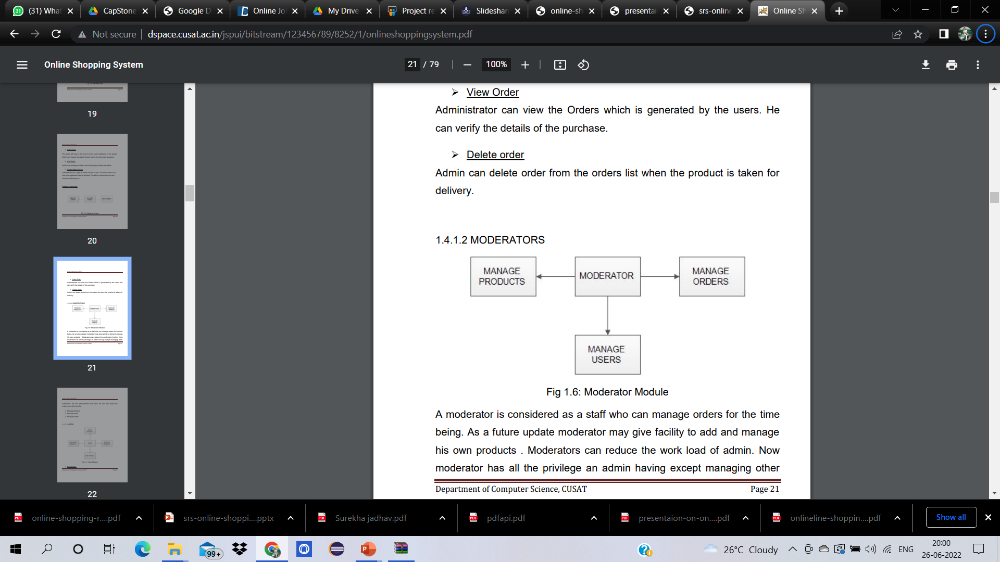 (31) What
CapStone
Google D
Online Jo
My Drive
Project re
Slideshar
online-sh
presentai
srs-online
Online Sh
Not secure
dspace.cusat.ac.in/jspui/bitstream/123456789/8252/1/onlineshoppingsystem.pdf
Online Shopping System
21 / 79
100%
19
20
21
22
View Order
Administrator can view the Orders which is generated by the users. He
can verify the details of the purchase.
Delete order
Admin can delete order from the orders list when the product is taken for
delivery.
1.4.1.2 MODERATORS
MANAGE
PRODUCTS
MODERATOR
MANAGE
ORDERS
MANAGE
USERS
Fig 1.6: Moderator Module
A moderator is considered as a staff who can manage orders for the time
being. As a future update moderator may give facility to add and manage
his own products . Moderators can reduce the work load of admin. Now
moderator has all the privilege an admin having except managing other
Department of Computer Science, CUSAT
Page 21
online-shopping-r....pdf
srs-online-shoppi....pptx
Surekha jadhav.pdf
pdfapi.pdf
presentaion-on-on....pdf
onlineline-shoppin....pdf
Show all
99+
26°C Cloudy
ENG
20:00
26-06-2022